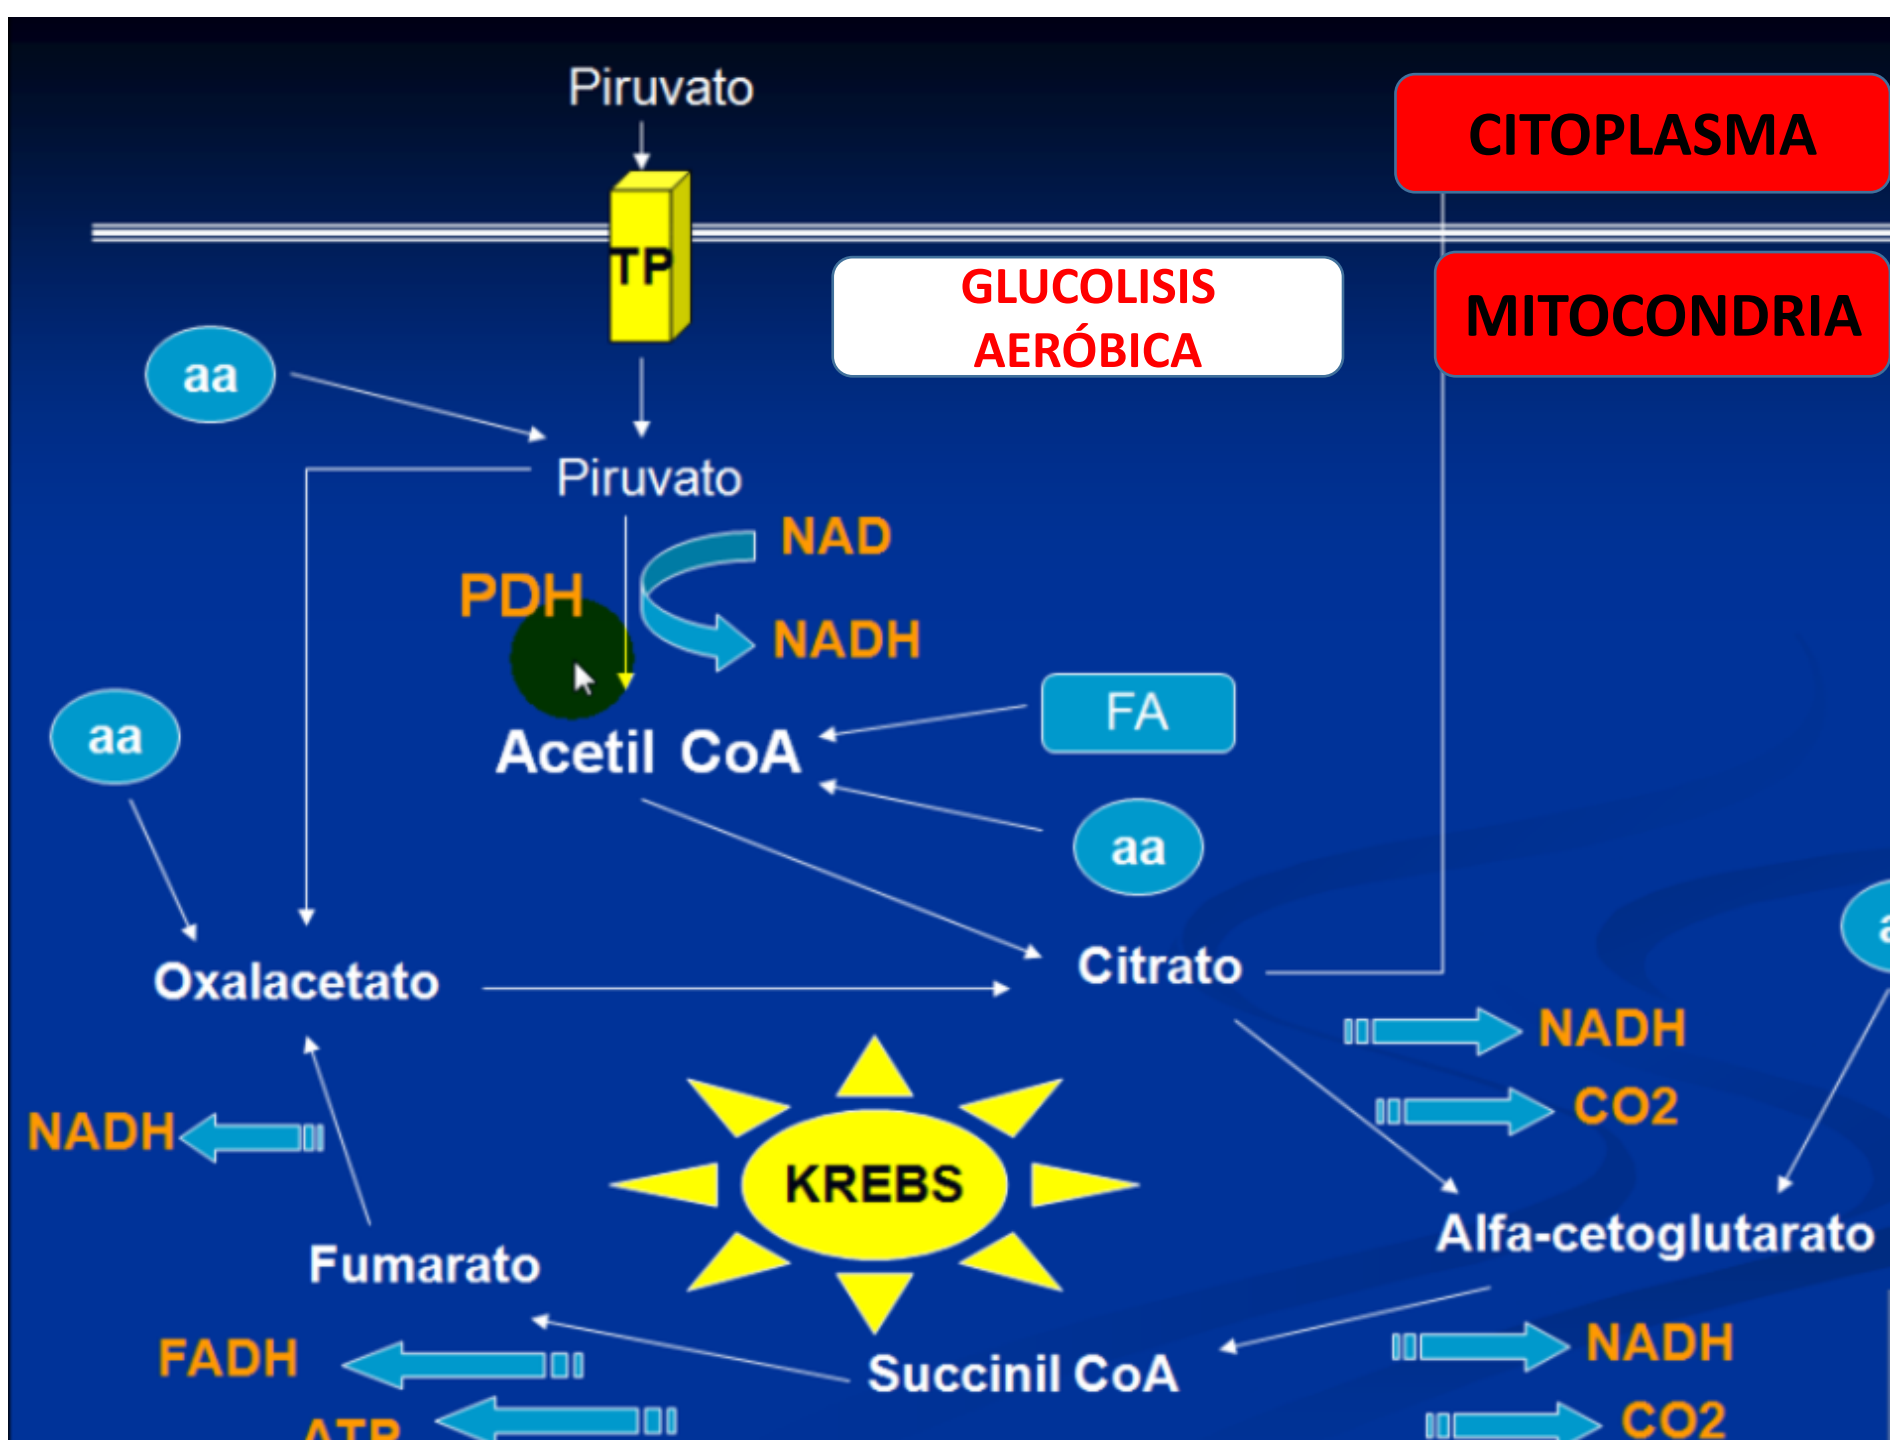 Piruvato
CITOPLASMA
TP
GLUCOLISIS
AERÓBICA
MITOCONDRIA
aa
Piruvato
NAD
PDH
NADH
FA
aa
Acetil CoA
aa
Citrato
Oxalacetato
NADH
CO2
NADH
KREBS
Alfa-cetoglutarato
Fumarato
NADH
FADH
Succinil CoA
CO2
ATP